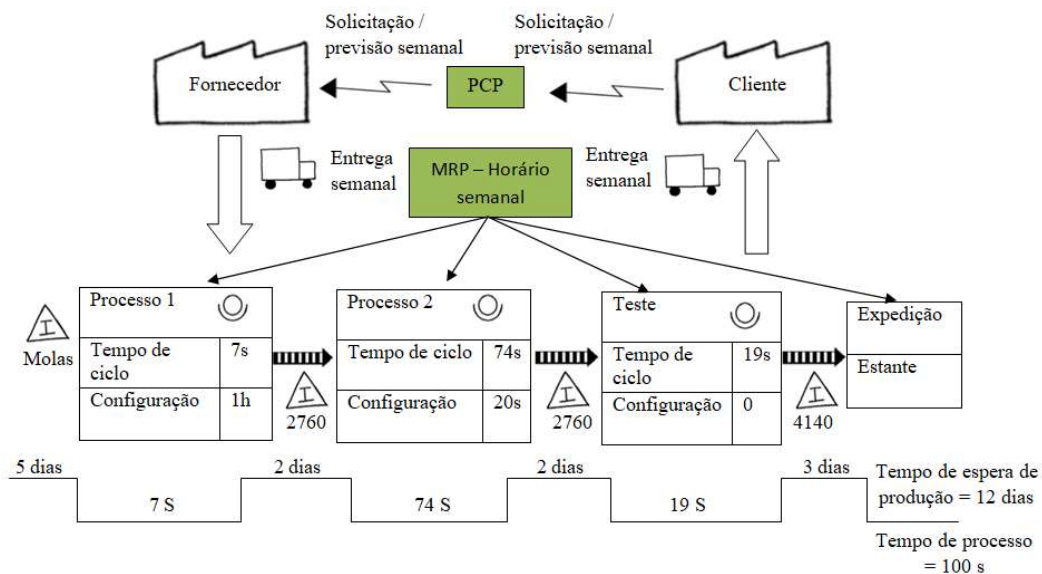 Solicitação /
previsão semanal
Solicitação /
previsão semanal
Fornecedor
PCP
Cliente
Entrega
semanal
MRP – Horário
semanal
Entrega
semanal
I
Molas
Processo 1
Tempo de
ciclo
7s
Configuração
1h
I
2760
Processo 2
Tempo de ciclo
74s
Configuração
20s
I
2760
Teste
Tempo de
ciclo
19s
Configuração
0
I
4140
Expedição
Estante
5 dias
7 S
2 dias
74 S
2 dias
19 S
3 dias
Tempo de espera de
produção = 12 dias
Tempo de processo
= 100 s